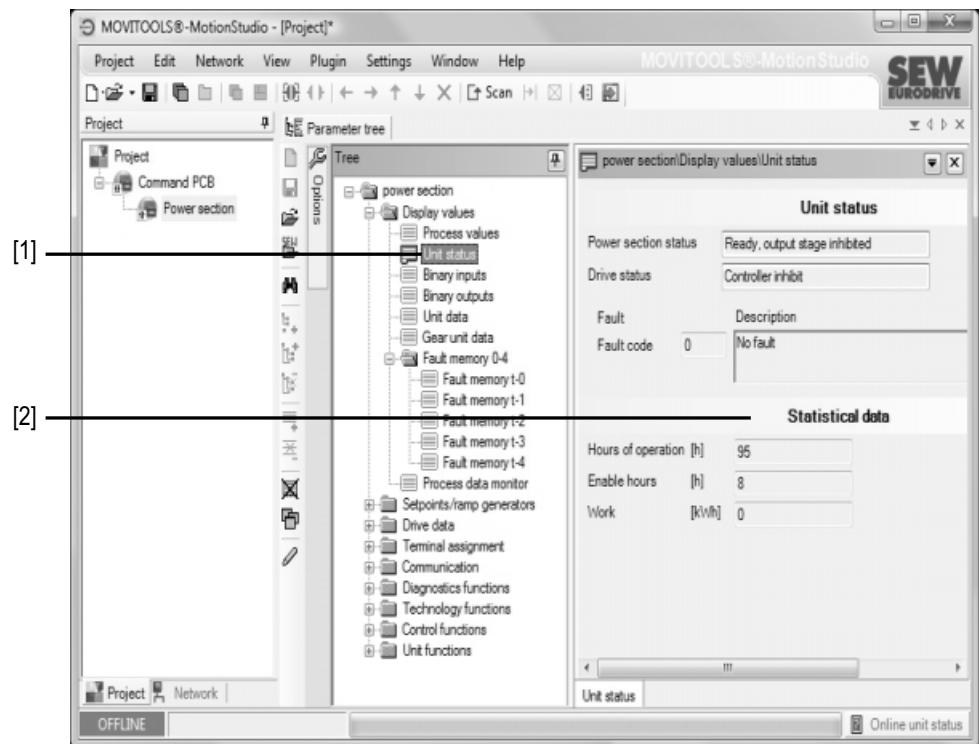 MOVITOOLS®-MotionStudio - [Project]*
Project Edit Network View Plugin Settings Window Help
MOVITOOLS®-MotionStudio
SEW
EURODRIVE
Scan
Project
Parameter tree
Project
Command PCB
Power section
Options
SEW
Tree
power section
Display values
Process values
[1]
Unit status
Binary inputs
Binary outputs
Unit data
Gear unit data
Fault memory 0-4
Fault memory t-0
Fault memory t-1
[2]
Fault memory t-2
Fault memory t-3
Fault memory t-4
Process data monitor
Setpoints/ramp generators
Drive data
Terminal assignment
Communication
Diagnostics functions
Technology functions
Control functions
Unit functions
power section\Display values\Unit status
Unit status
Power section status Ready, output stage inhibited
Drive status Controller inhibit
Fault Description
Fault code 0 No fault
Statistical data
Hours of operation [h] 95
Enable hours [h] 8
Work [kWh] 0
Unit status
Project Network
OFFLINE
Online unit status